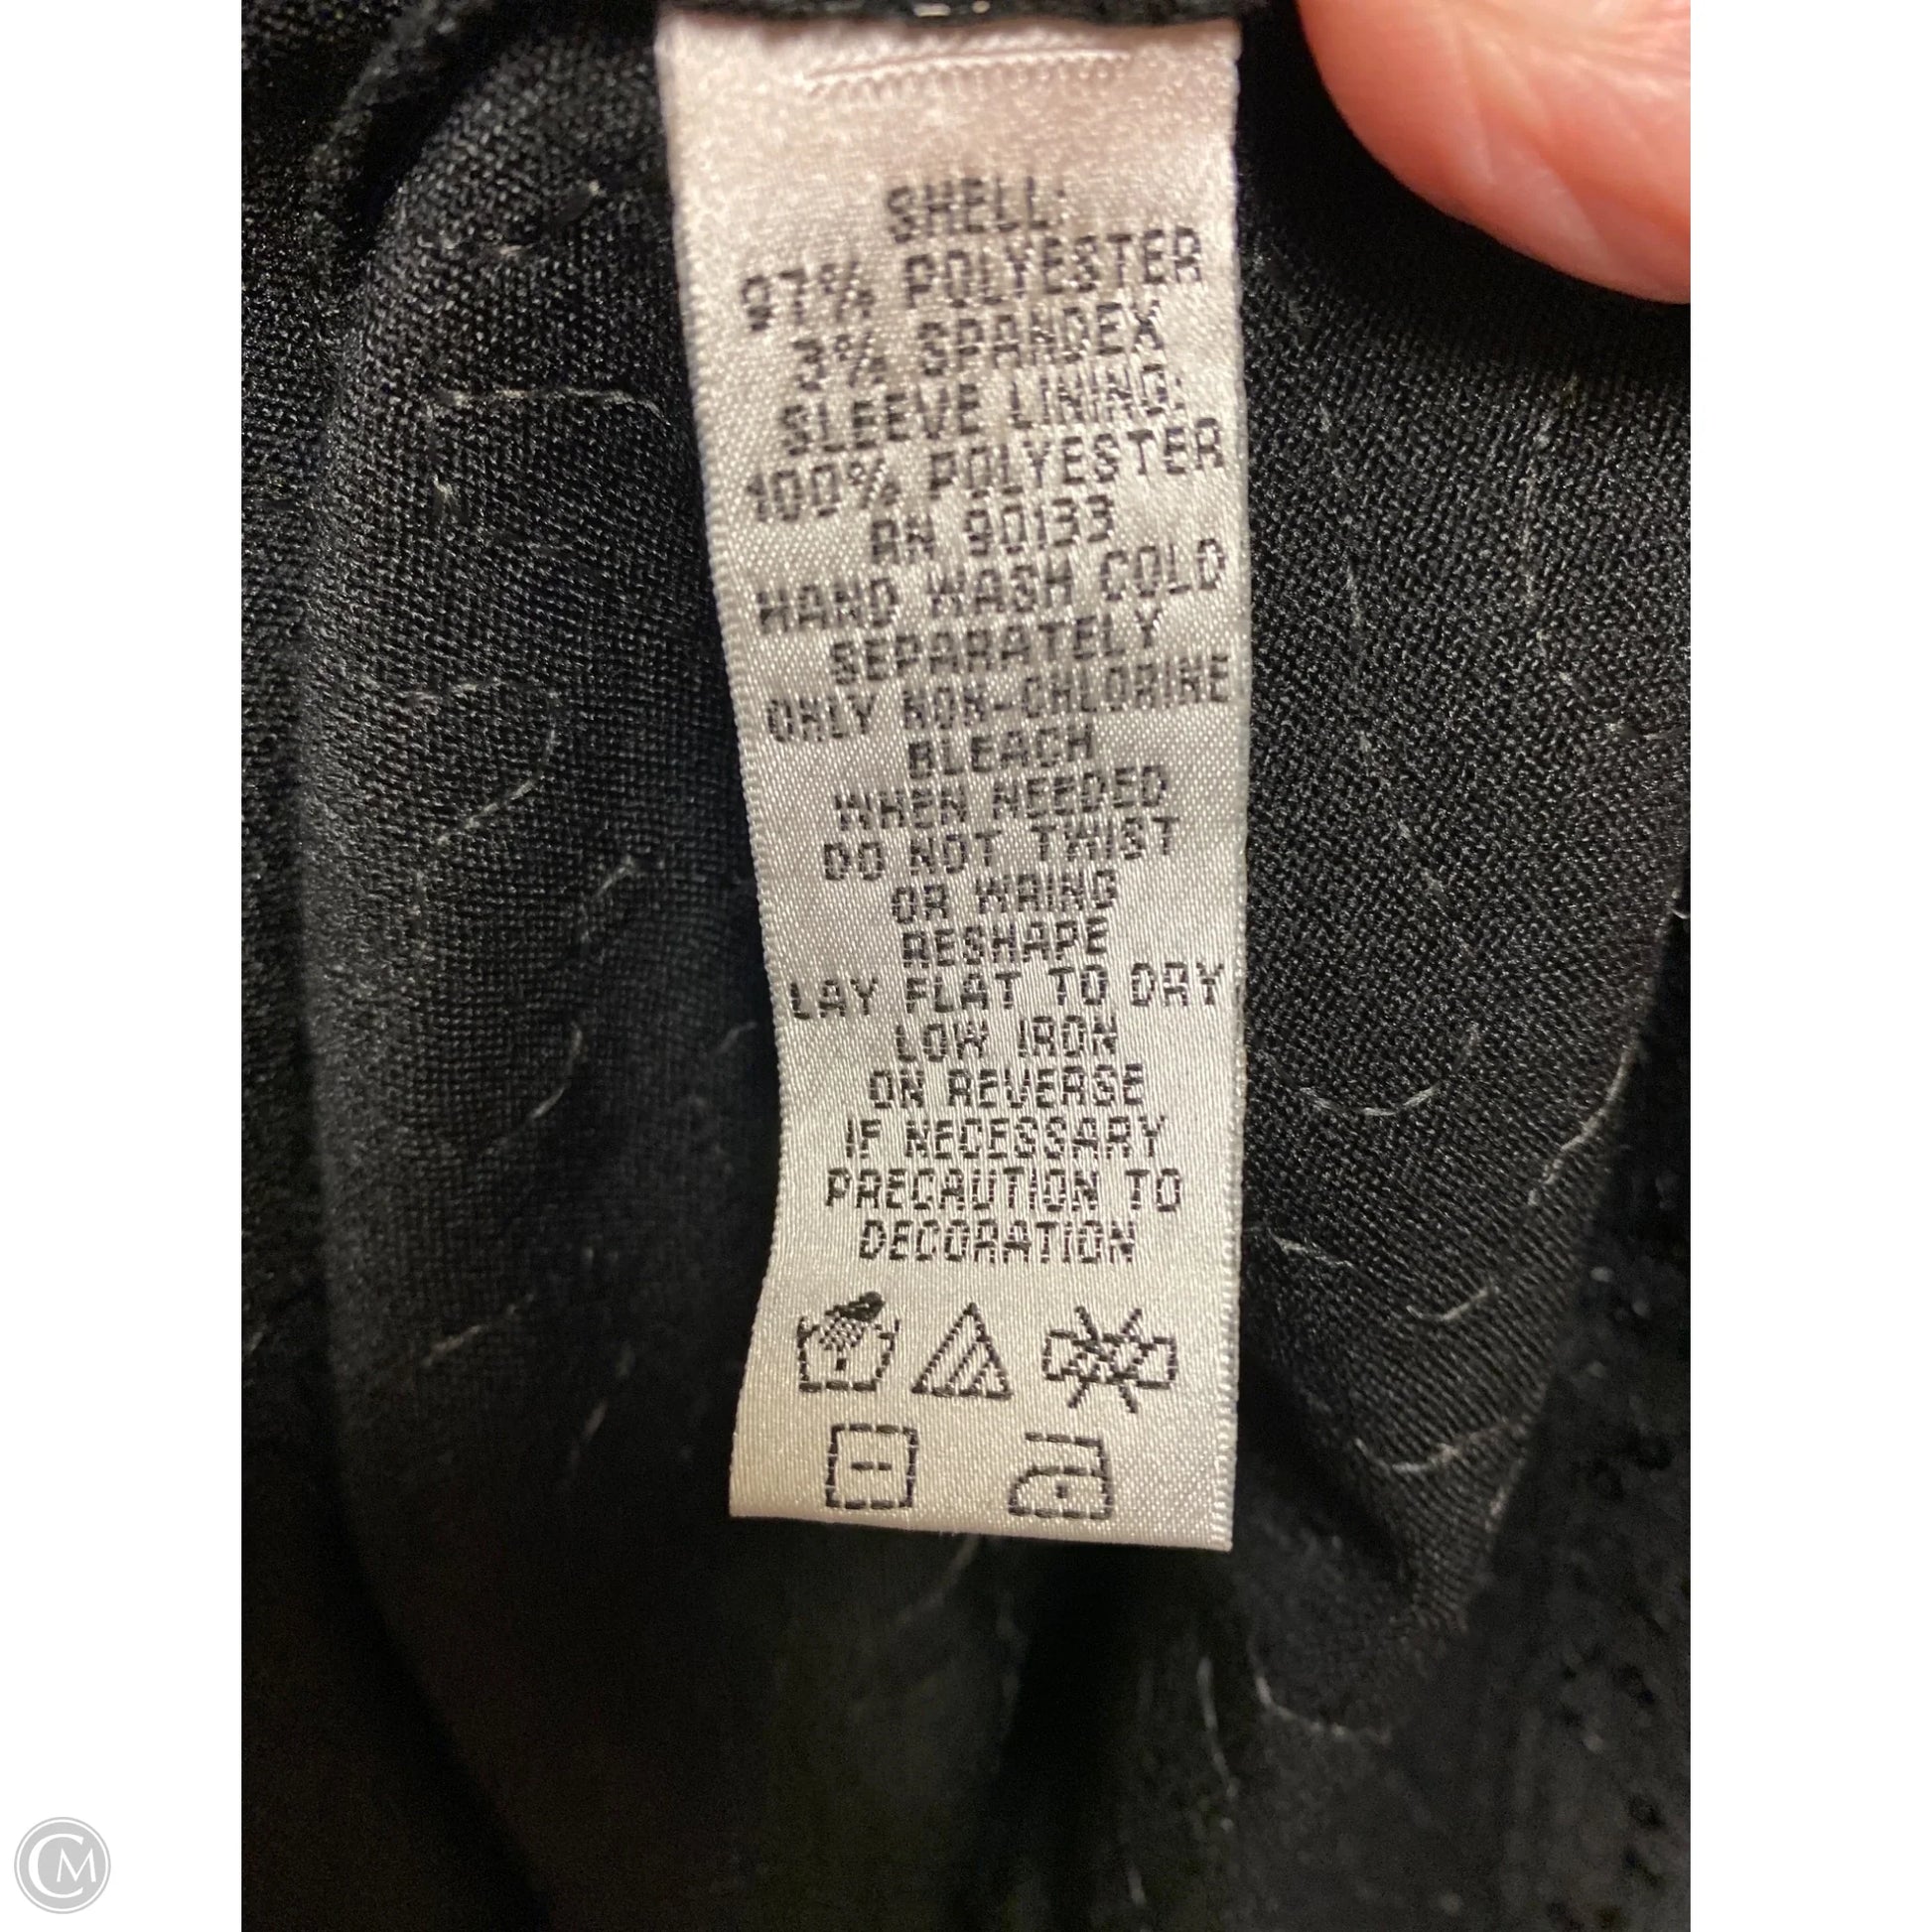 SHELL:
97% POLYESTER
3% SPANDEX
SLEEVE LINING:
100% POLYESTER
RN 90133
HAND WASH COLD
SEPARATELY
ONLY NON-CHLORINE
BLEACH
WHEN NEEDED
DO NOT TWIST
OR WRING
RESHAPE
LAY FLAT TO DRY
LOW IRON
ON REVERSE
IF NECESSARY
PRECAUTION TO
DECORATION
CM